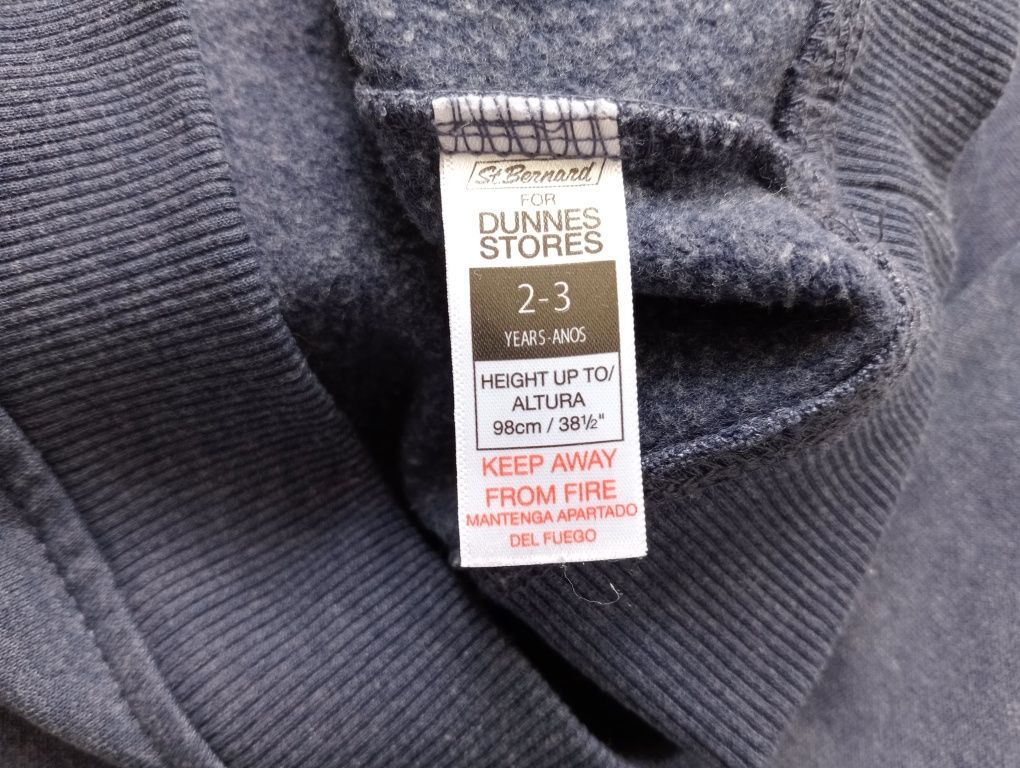 St. Bernard
FOR
DUNNES
STORES
2-3
YEARS-ANOS
HEIGHT UP TO/
ALTURA
98cm / 38½"
KEEP AWAY
FROM FIRE
MANTENGA APARTADO
DEL FUEGO